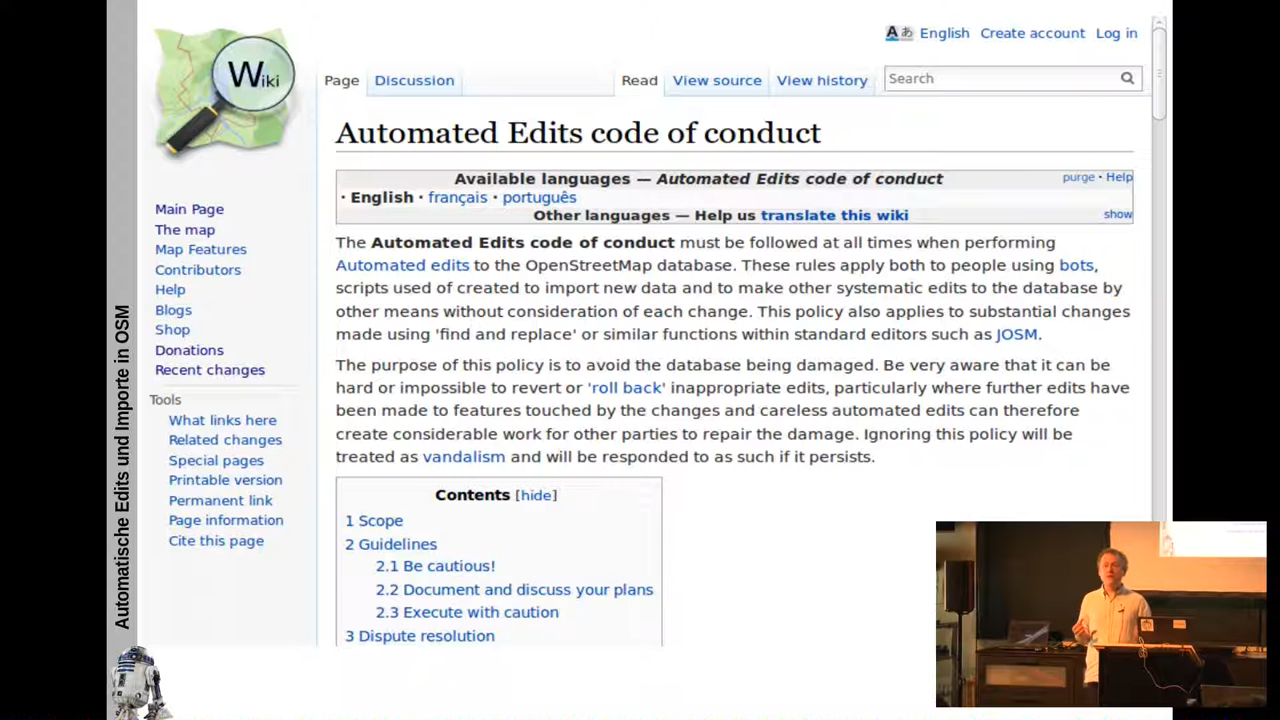 Automatische Edits und Importe in OSM
Wiki
English Create account Log in
Page Discussion Read View source View history Search
Automated Edits code of conduct
Available languages — Automated Edits code of conduct purge · Help
· English · français · português
Other languages — Help us translate this wiki show
The Automated Edits code of conduct must be followed at all times when performing
Automated edits to the OpenStreetMap database. These rules apply both to people using bots,
scripts used of created to import new data and to make other systematic edits to the database by
other means without consideration of each change. This policy also applies to substantial changes
made using 'find and replace' or similar functions within standard editors such as JOSM.
The purpose of this policy is to avoid the database being damaged. Be very aware that it can be
hard or impossible to revert or 'roll back' inappropriate edits, particularly where further edits have
been made to features touched by the changes and careless automated edits can therefore
create considerable work for other parties to repair the damage. Ignoring this policy will be
treated as vandalism and will be responded to as such if it persists.
Contents [hide]
1 Scope
2 Guidelines
2.1 Be cautious!
2.2 Document and discuss your plans
2.3 Execute with caution
3 Dispute resolution
Main Page
The map
Map Features
Contributors
Help
Blogs
Shop
Donations
Recent changes
Tools
What links here
Related changes
Special pages
Printable version
Permanent link
Page information
Cite this page